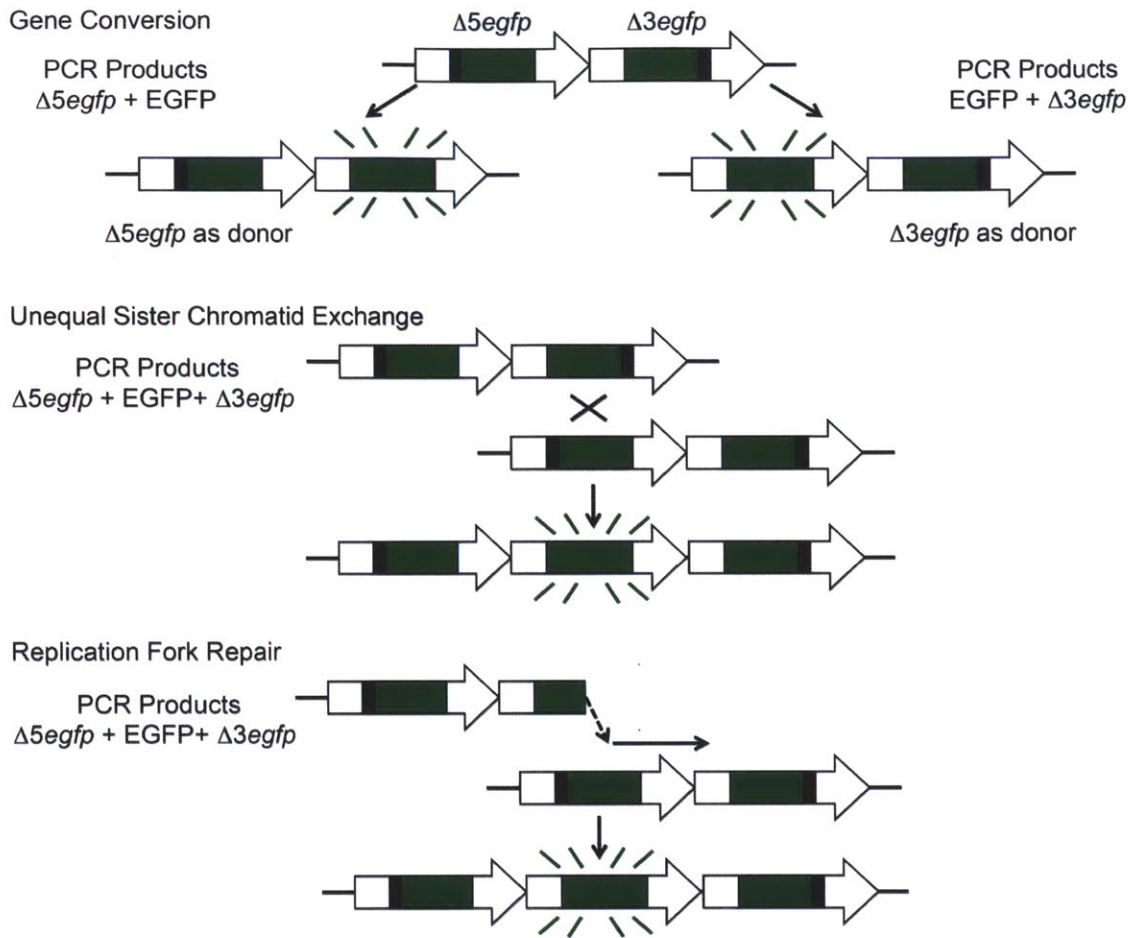 Gene Conversion
Δ5egfp Δ3egfp
PCR Products
Δ5egfp + EGFP
PCR Products
EGFP + Δ3egfp
Δ5egfp as donor
Δ3egfp as donor
Unequal Sister Chromatid Exchange
PCR Products
Δ5egfp + EGFP+ Δ3egfp
Replication Fork Repair
PCR Products
Δ5egfp + EGFP+ Δ3egfp